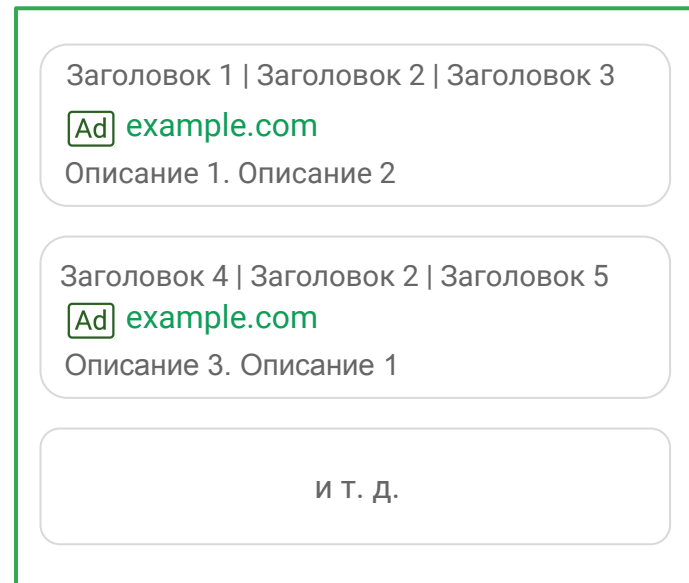 Заголовок 1 | Заголовок 2 | Заголовок 3
Ad example.com
Описание 1. Описание 2
Заголовок 4 | Заголовок 2 | Заголовок 5
Ad example.com
Описание 3. Описание 1
и т. д.